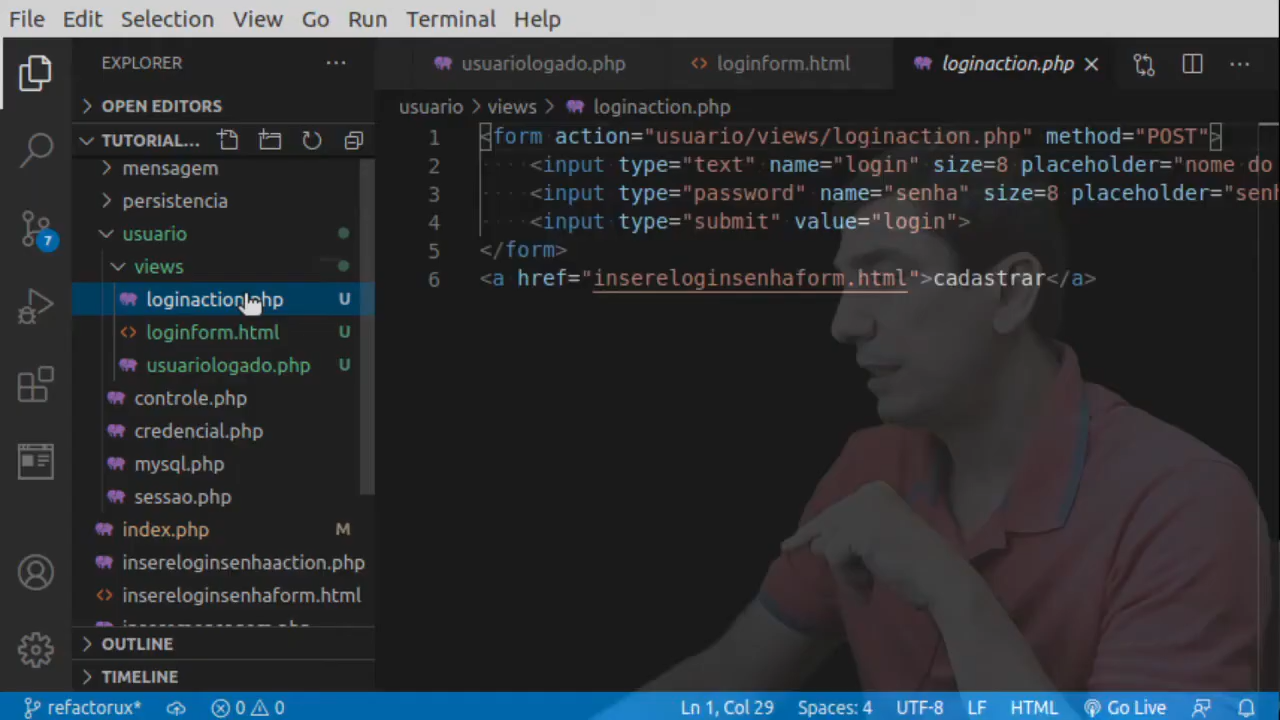 File Edit Selection View Go Run Terminal Help
EXPLORER
OPEN EDITORS
TUTORIAL...
mensagem
persistencia
usuario
views
loginaction.php U
loginform.html U
usuariologado.php U
controle.php
credencial.php
mysql.php
sessao.php
index.php M
insereloginsenhaaction.php
insereloginsenhaform.html
OUTLINE
TIMELINE
7
usuariologado.php loginform.html loginaction.php
usuario > views > loginaction.php
1 <form action="usuario/views/loginaction.php" method="POST">
2 <input type="text" name="login" size=8 placeholder="nome do
3 <input type="password" name="senha" size=8 placeholder="senh
4 <input type="submit" value="login">
5 </form>
6 <a href="insereloginsenhaform.html">cadastrar</a>
refactorux* 0 0 Ln 1, Col 29 Spaces: 4 UTF-8 LF HTML Go Live